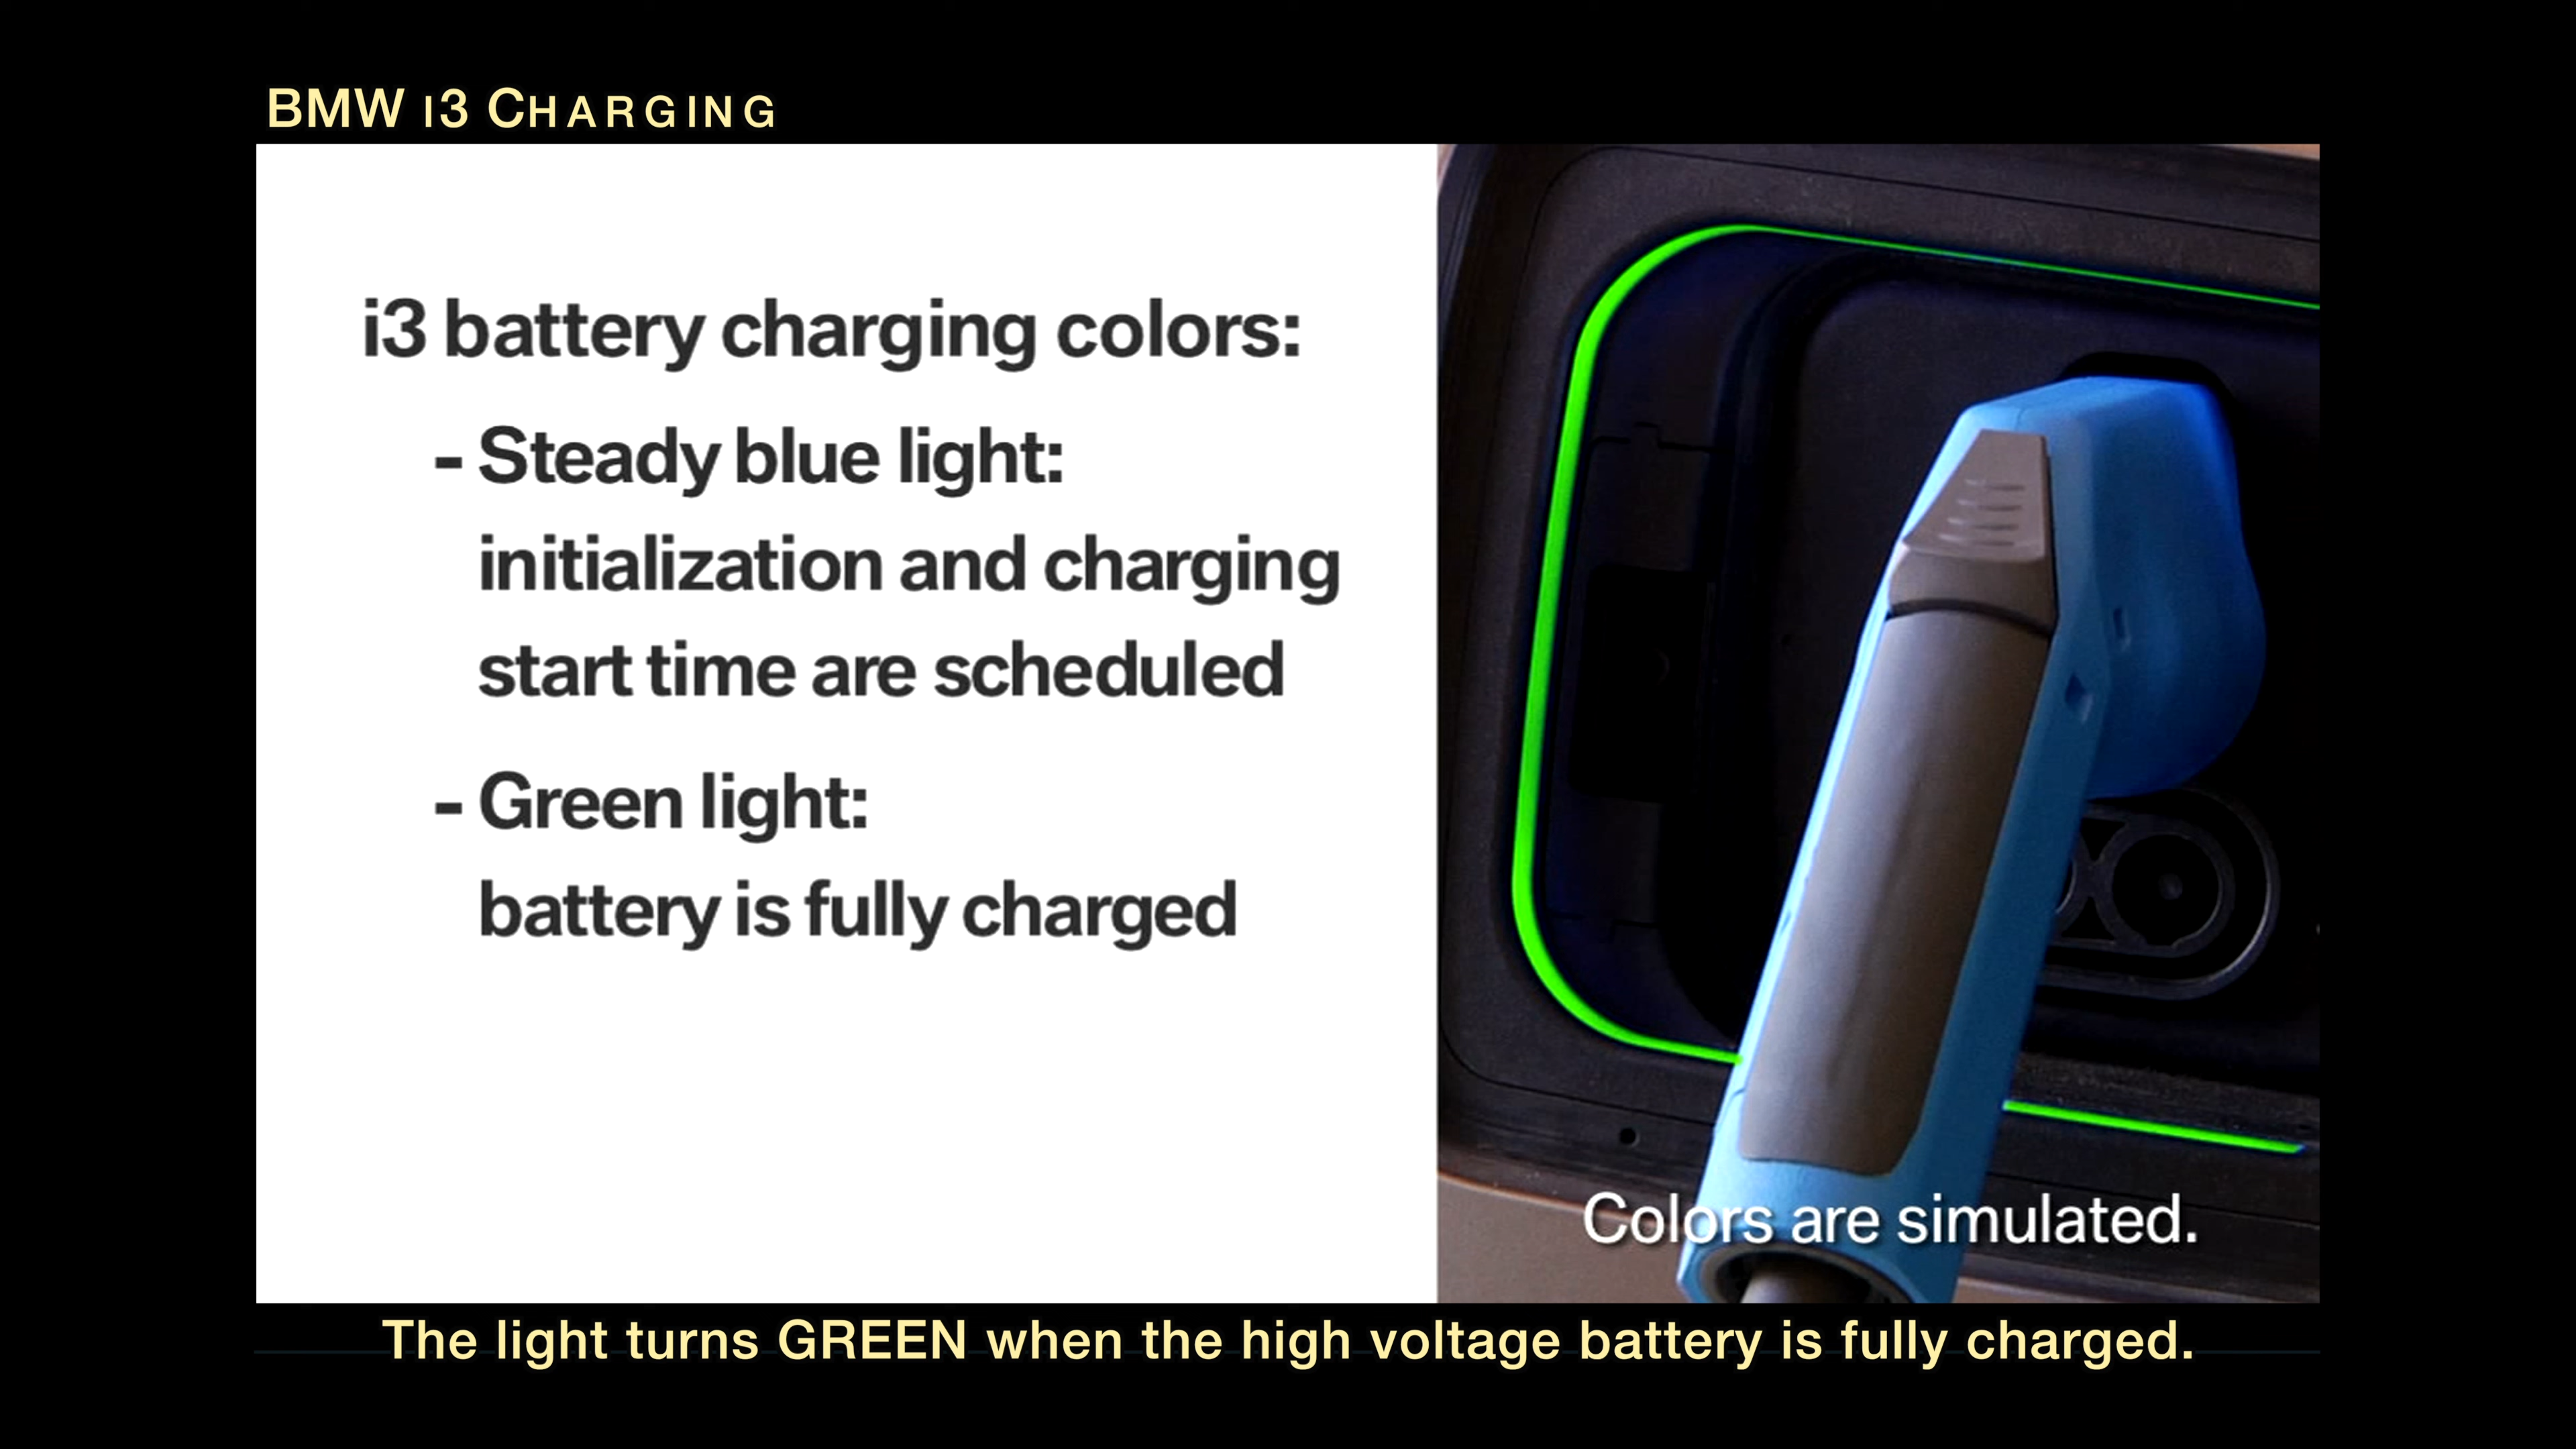 BMW i3 CHARGING
i3 battery charging colors:
- Steady blue light:
initialization and charging
start time are scheduled
- Green light:
battery is fully charged
Colors are simulated.
The light turns GREEN when the high voltage battery is fully charged.